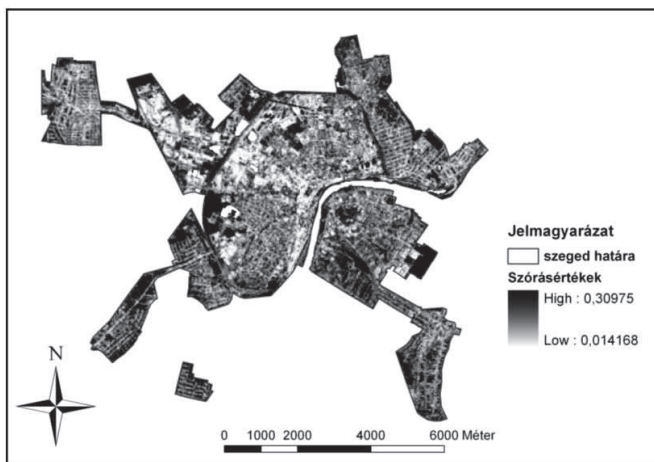 Jelmagyarázat
szeged határa
Szórásértékek
High : 0,30975
Low : 0,014168
N
0 1000 2000 4000 6000 Méter